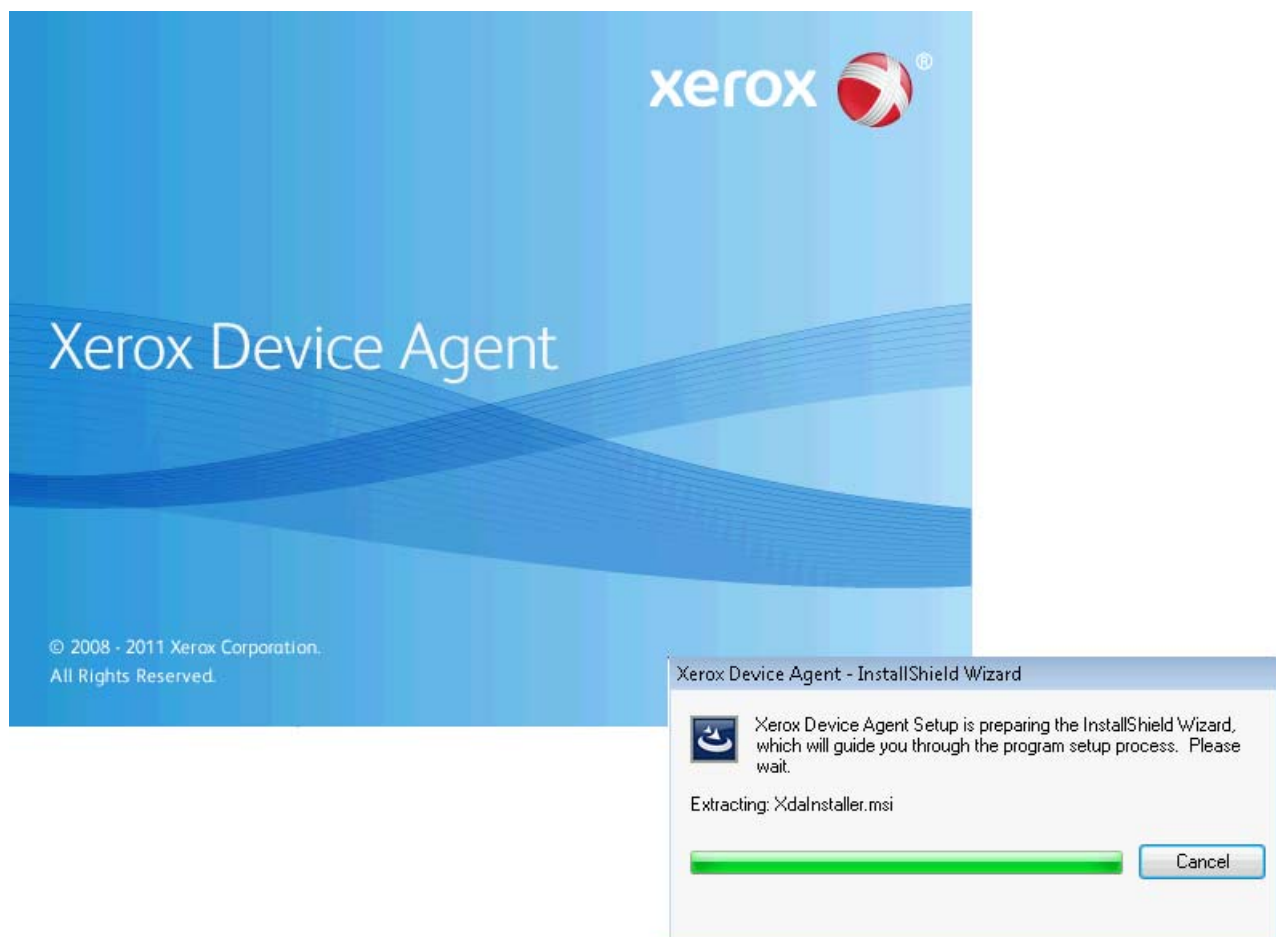 xerox ®
Xerox Device Agent
© 2008 - 2011 Xerox Corporation.
All Rights Reserved.
Xerox Device Agent - InstallShield Wizard
Xerox Device Agent Setup is preparing the InstallShield Wizard,
which will guide you through the program setup process. Please
wait.
Extracting: XdaInstaller.msi
Cancel